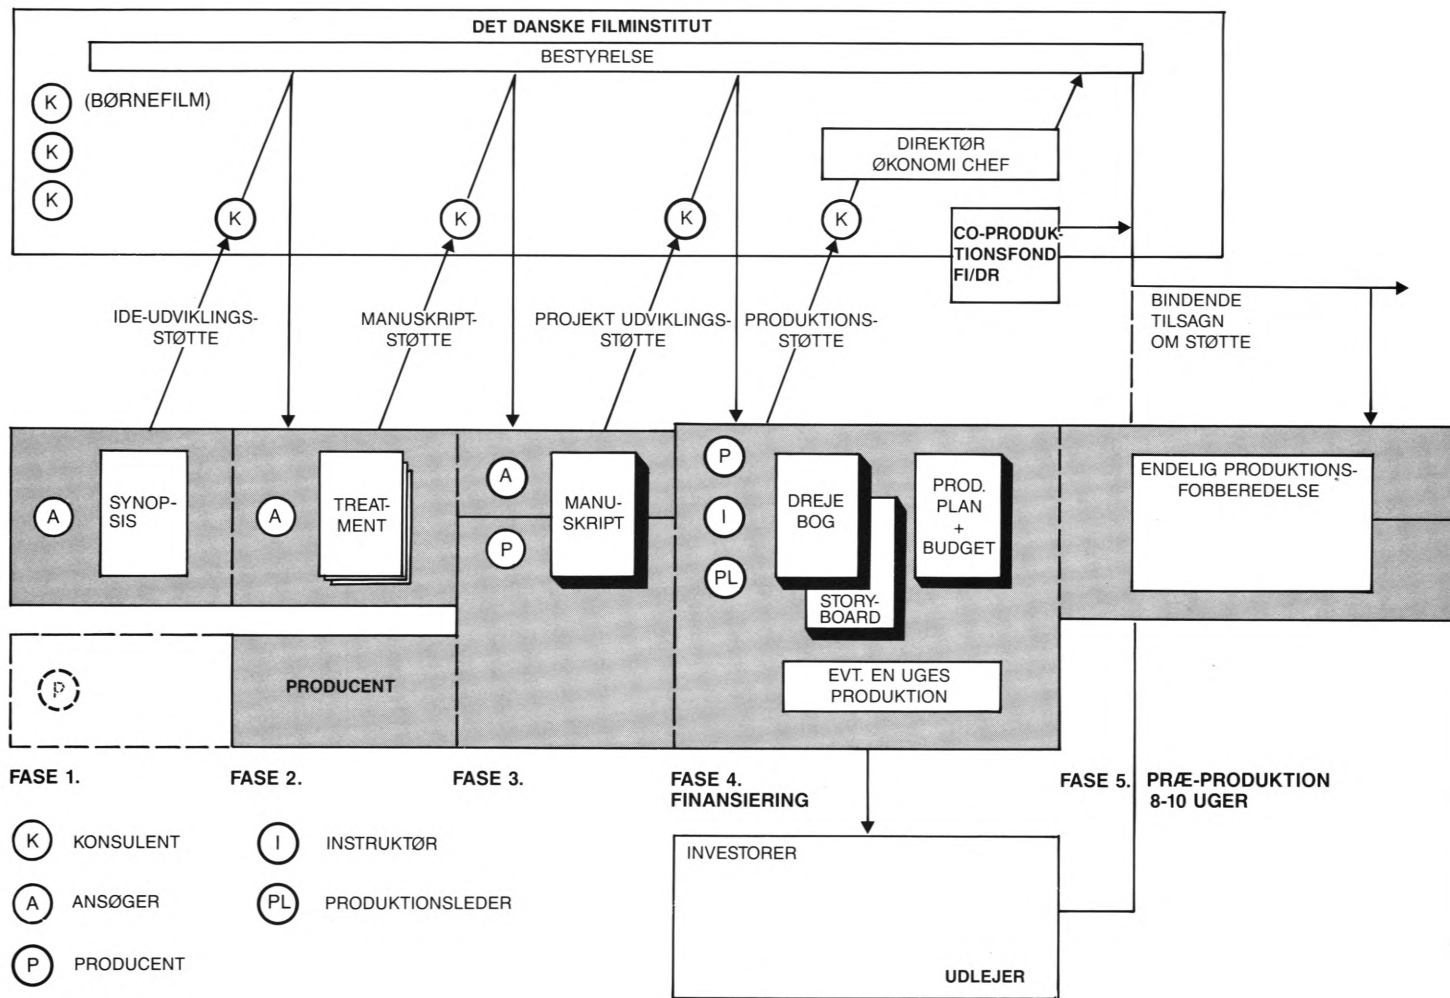 DET DANSKE FILMINSTITUT
BESTYRELSE
K (BØRNEFILM)
K
K
DIREKTØR
ØKONOMI CHEF
K
K
K
K
CO-PRODUK-
TIONSFOND
FI/DR
IDE-UDVIKLINGS-
STØTTE
MANUSKRIPT-
STØTTE
PROJEKT UDVIKLINGS-
STØTTE
PRODUKTIONS-
STØTTE
BINDENDE
TILSAGN
OM STØTTE
A
SYNOP-
SIS
A
TREAT-
MENT
A
P
MANU-
SKRIPT
P
I
PL
DREJE
BOG
STORY-
BOARD
PROD.
PLAN
+
BUDGET
ENDELIG PRODUKTIONS-
FORBEREDELSE
P
PRODUCENT
EVT. EN UGES
PRODUKTION
FASE 1.
FASE 2.
FASE 3.
FASE 4.
FINANSIERING
FASE 5. PRÆ-PRODUKTION
8-10 UGER
K KONSULENT
I INSTRUKTØR
A ANSØGER
PL PRODUKTIONSLEDER
P PRODUCENT
INVESTORER
UDLEJER